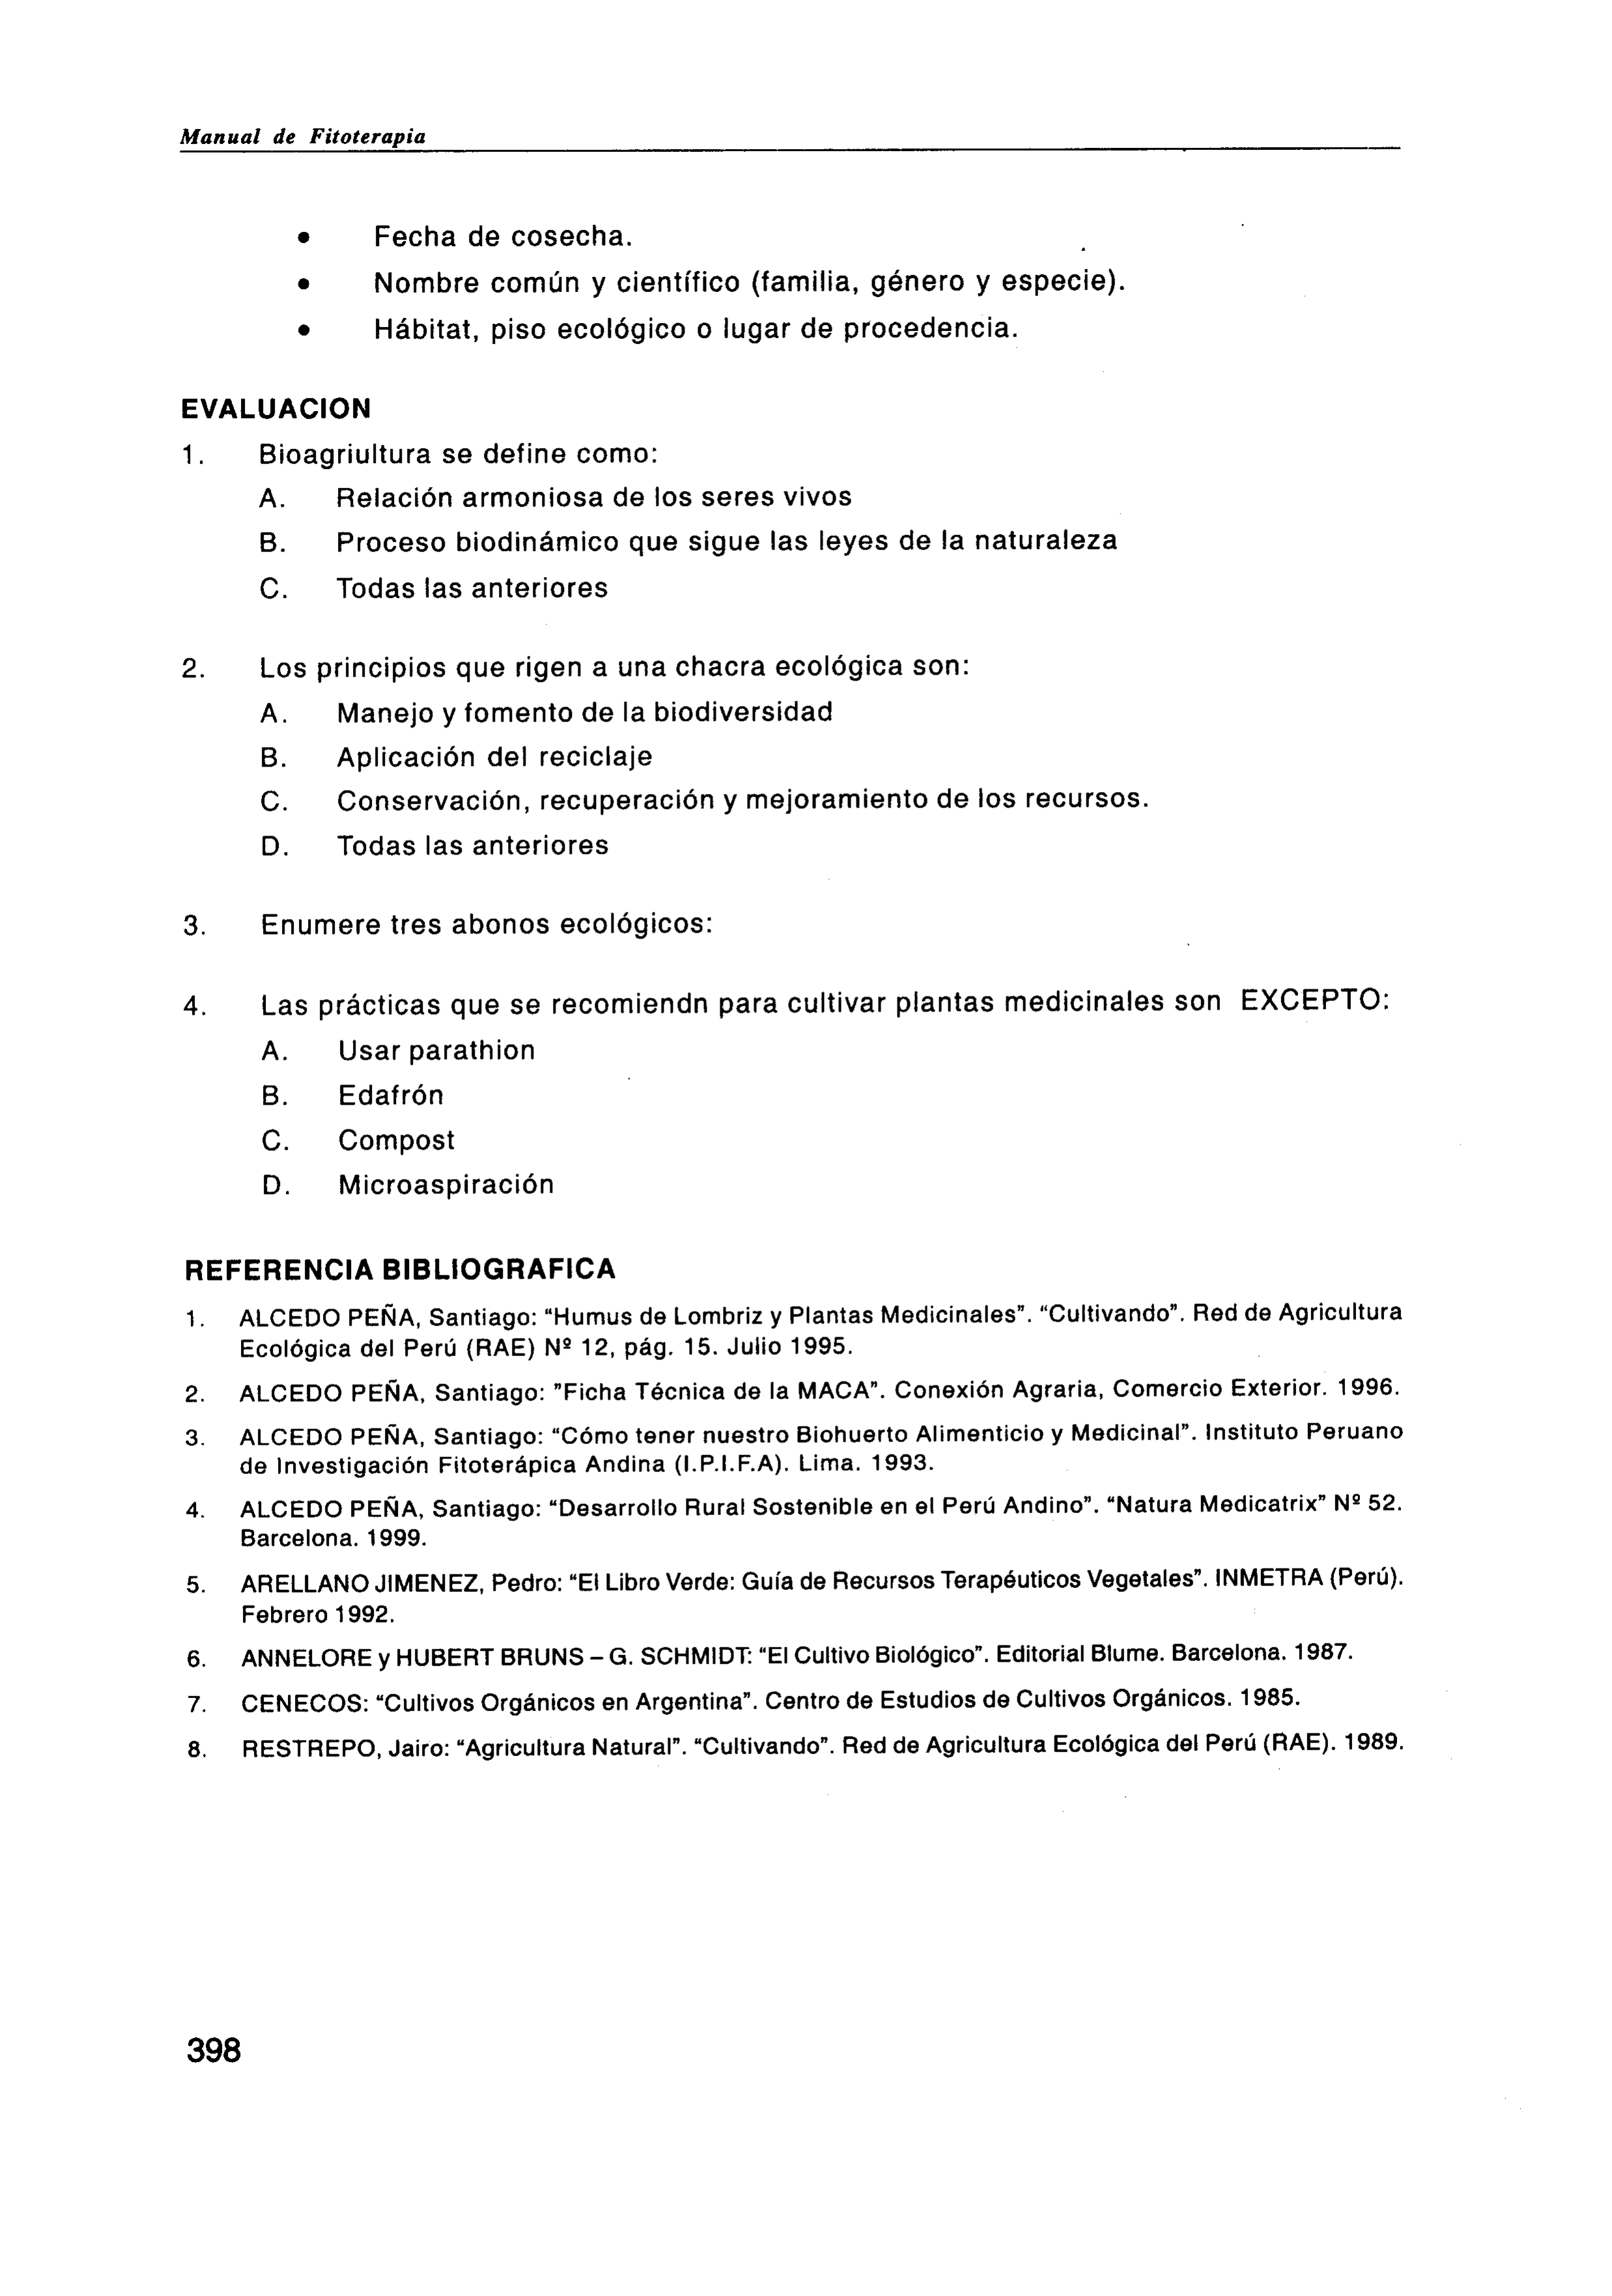 Manual de Fitoterapia
• Fecha de cosecha.
• Nombre común y científico (familia, género y especie).
• Hábitat, piso ecológico o lugar de procedencia.
EVALUACION
1. Bioagriultura se define como:
A. Relación armoniosa de los seres vivos
B. Proceso biodinámico que sigue las leyes de la naturaleza
C. Todas las anteriores
2. Los principios que rigen a una chacra ecológica son:
A. Manejo y fomento de la biodiversidad
B. Aplicación del reciclaje
C. Conservación, recuperación y mejoramiento de los recursos.
D. Todas las anteriores
3. Enumere tres abonos ecológicos:
4. Las prácticas que se recomiendn para cultivar plantas medicinales son EXCEPTO:
A. Usar parathion
B. Edafrón
C. Compost
D. Microaspiración
REFERENCIA BIBLIOGRAFICA
1. ALCEDO PEÑA, Santiago: “Humus de Lombriz y Plantas Medicinales”. “Cultivando”. Red de Agricultura
Ecológica del Perú (RAE) Nº 12, pág. 15. Julio 1995.
2. ALCEDO PEÑA, Santiago: ”Ficha Técnica de la MACA”. Conexión Agraria, Comercio Exterior. 1996.
3. ALCEDO PEÑA, Santiago: “Cómo tener nuestro Biohuerto Alimenticio y Medicinal”. Instituto Peruano
de Investigación Fitoterápica Andina (I.P.I.F.A). Lima. 1993.
4. ALCEDO PEÑA, Santiago: “Desarrollo Rural Sostenible en el Perú Andino”. “Natura Medicatrix” Nº 52.
Barcelona. 1999.
5. ARELLANO JIMENEZ, Pedro: “El Libro Verde: Guía de Recursos Terapéuticos Vegetales”. INMETRA (Perú).
Febrero 1992.
6. ANNELORE y HUBERT BRUNS – G. SCHMIDT: “El Cultivo Biológico”. Editorial Blume. Barcelona. 1987.
7. CENECOS: “Cultivos Orgánicos en Argentina”. Centro de Estudios de Cultivos Orgánicos. 1985.
8. RESTREPO, Jairo: “Agricultura Natural”. “Cultivando”. Red de Agricultura Ecológica del Perú (RAE). 1989.
398